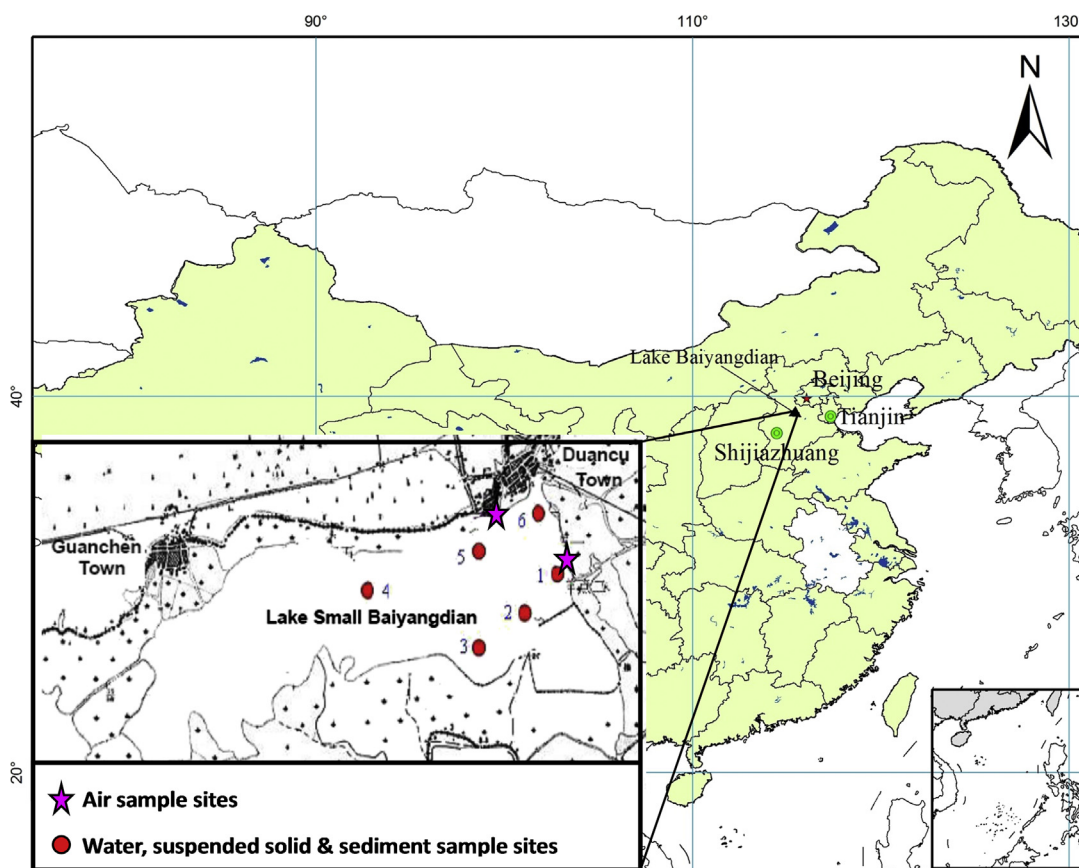 90°
110°
130°
N
40°
20°
Lake Baiyangdian
Beijing
Tianjin
Shijiazhuang
Duancu
Town
Guanchen
Town
6
5
1
4
2
3
Lake Small Baiyangdian
Air sample sites
Water, suspended solid & sediment sample sites